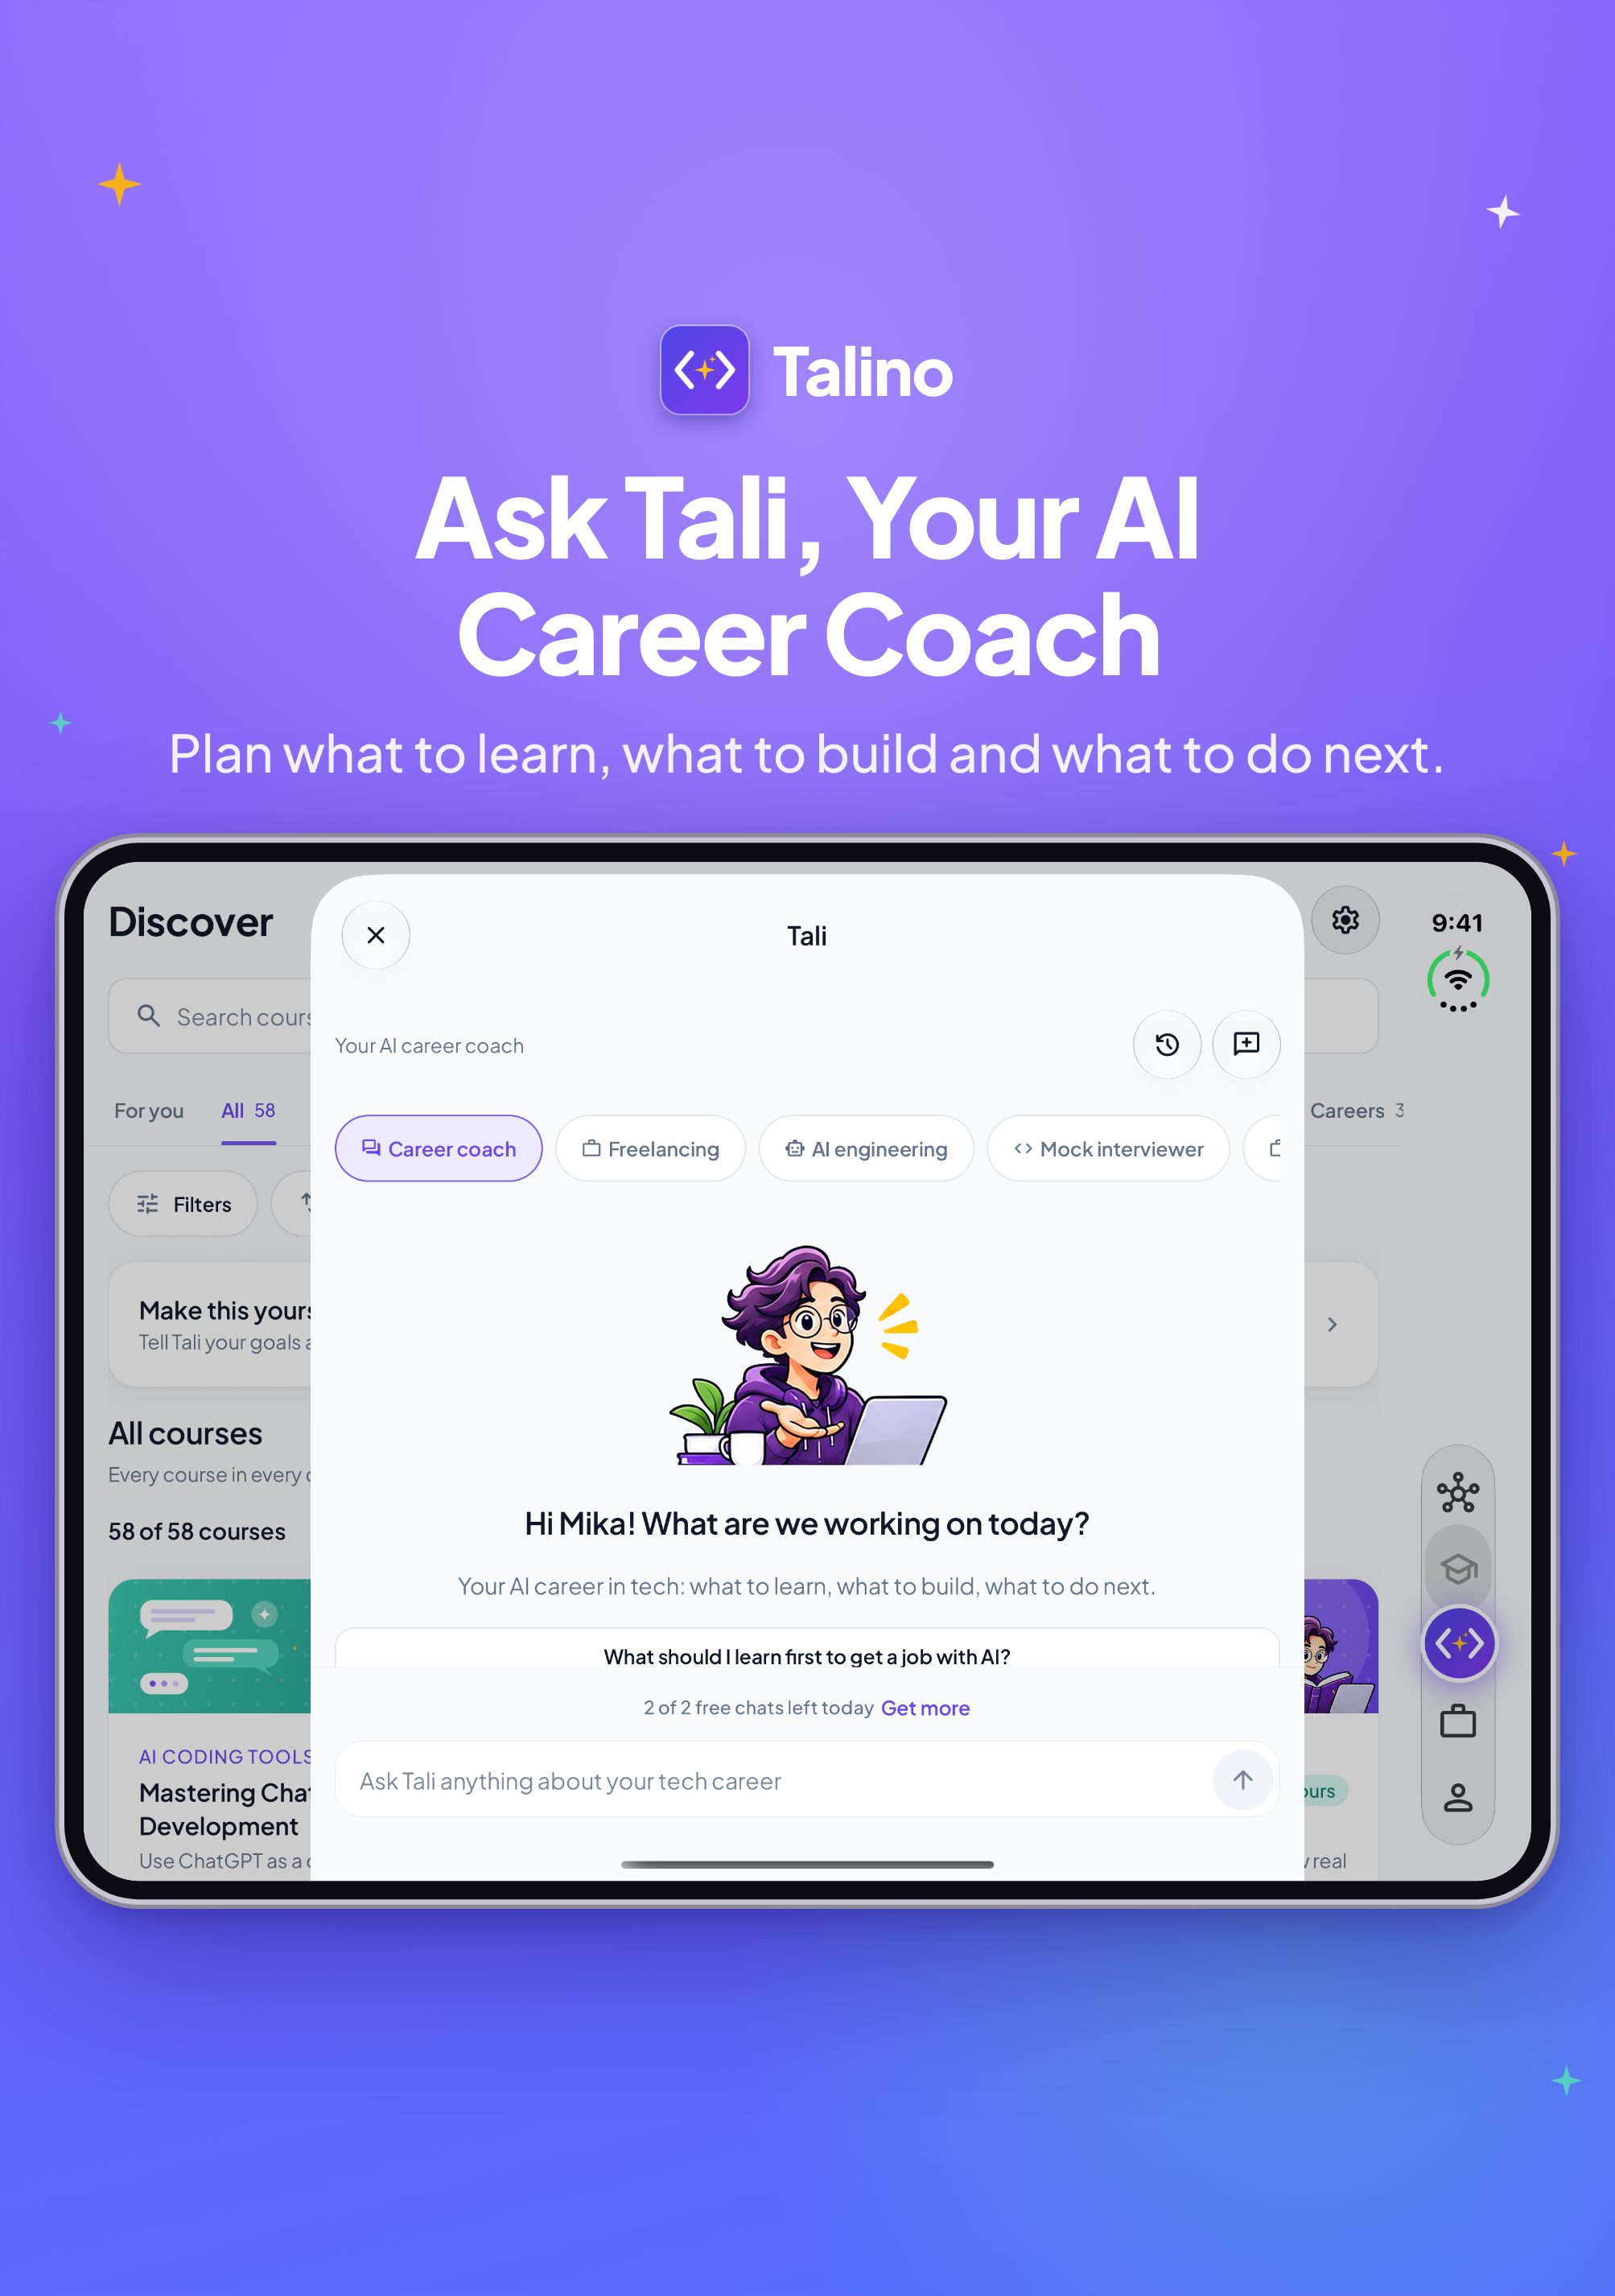 Talino
Ask Tali, Your AI
Career Coach
Plan what to learn, what to build and what to do next.
Discover
Tali
9:41
Search cours
Your AI career coach
For you
All 58
Careers 3
Career coach
Freelancing
AI engineering
Mock interviewer
Filters
Make this yours
Tell Tali your goals a
All courses
Every course in every
58 of 58 courses
Hi Mika! What are we working on today?
Your AI career in tech: what to learn, what to build, what to do next.
What should I learn first to get a job with AI?
2 of 2 free chats left today Get more
Ask Tali anything about your tech career
AI CODING TOOLS
Mastering Chat
Development
Use ChatGPT as a
ours
real